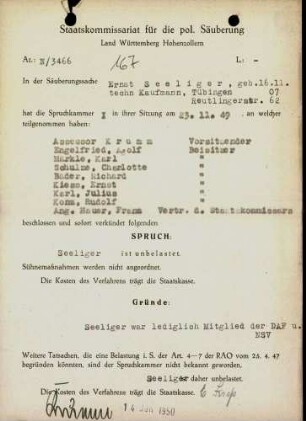 Staatskommissariat für die pol. Säuberung
Land Württemberg Hohenzollern
Az.: N/3466 167 L: -
In der Säuberungssache Ernst Seeliger, geb. 16.11.
techn Kaufmann, Tübingen 07
Reutlingerstr. 62
hat die Spruchkammer I in ihrer Sitzung am 23.11.49, an welcher
teilgenommen haben:
Assessor Krumm Vorsitzender
Engelfried, Adolf Beisitzer
Märkle, Karl "
Schulze, Charlotte "
Bader, Richard "
Kiess, Ernst "
Karl, Julius "
Kons, Rudolf "
Ang. Mauer, Franz Vertr. d. Staatskommissars
beschlossen und sofort verkündet folgenden
SPRUCH:
Seeliger ist unbelastet.
Sühnemaßnahmen werden nicht angeordnet.
Die Kosten des Verfahrens trägt die Staatskasse.
Gründe:
Seeliger war lediglich Mitglied der DAF u.
NSV
Weitere Tatsachen, die eine Belastung i. S. der Art. 4—7 der RAO vom 25. 4. 47
begründen könnten, sind der Spruchkammer nicht bekannt geworden.
Seeliger daher unbelastet.
Die Kosten des Verfahrens trägt die Staatskasse.
Krumm 1950